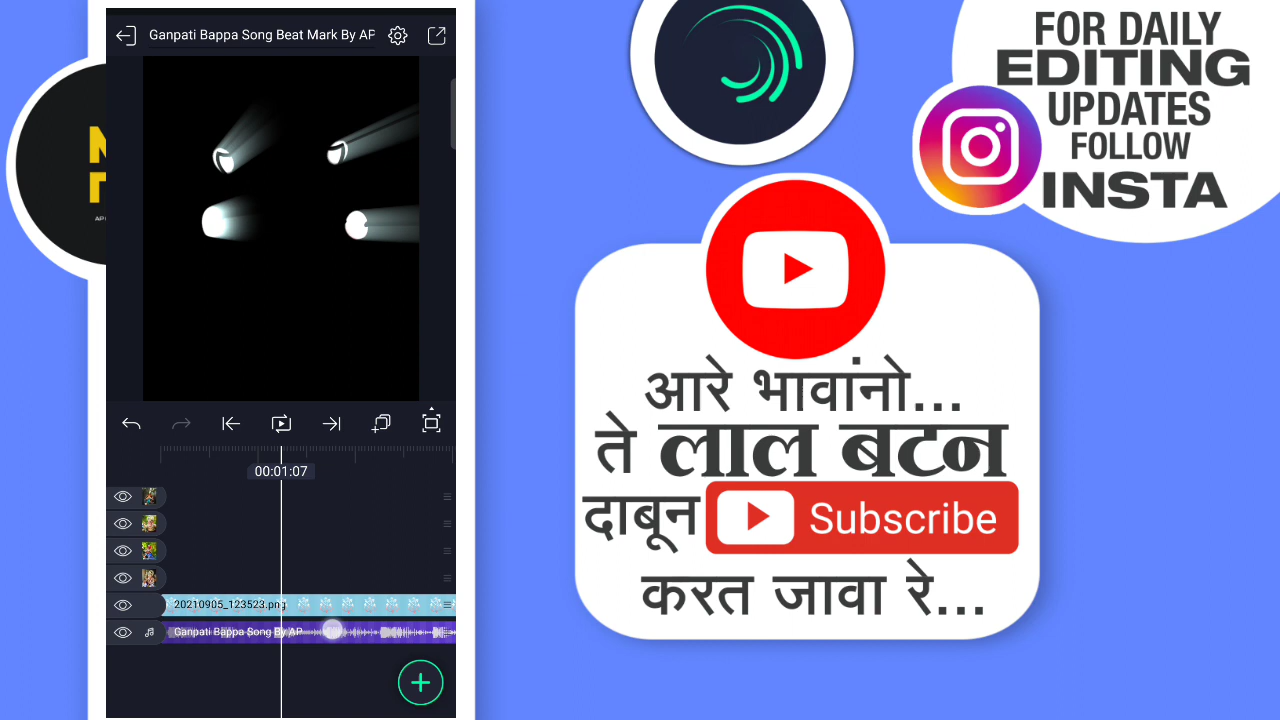 Ganpati Bappa Song Beat Mark By AP
00:01:07
20210905_123523.png
Ganpati Bappa Song By AP
FOR DAILY
EDITING
UPDATES
FOLLOW
INSTA
आरे भावांनो...
ते लाल बटन
दाबून Subscribe
करत जावा रे...